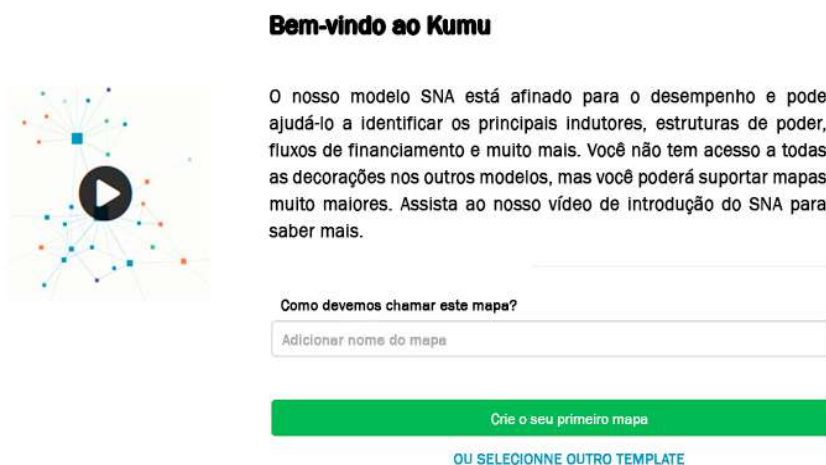 Bem-vindo ao Kumu
O nosso modelo SNA está afinado para o desempenho e pode
ajudá-lo a identificar os principais indutores, estruturas de poder,
fluxos de financiamento e muito mais. Você não tem acesso a todas
as decorações nos outros modelos, mas você poderá suportar mapas
muito maiores. Assista ao nosso vídeo de introdução do SNA para
saber mais.
Como devemos chamar este mapa?
Adicionar nome do mapa
Crie o seu primeiro mapa
OU SELECIONNE OUTRO TEMPLATE